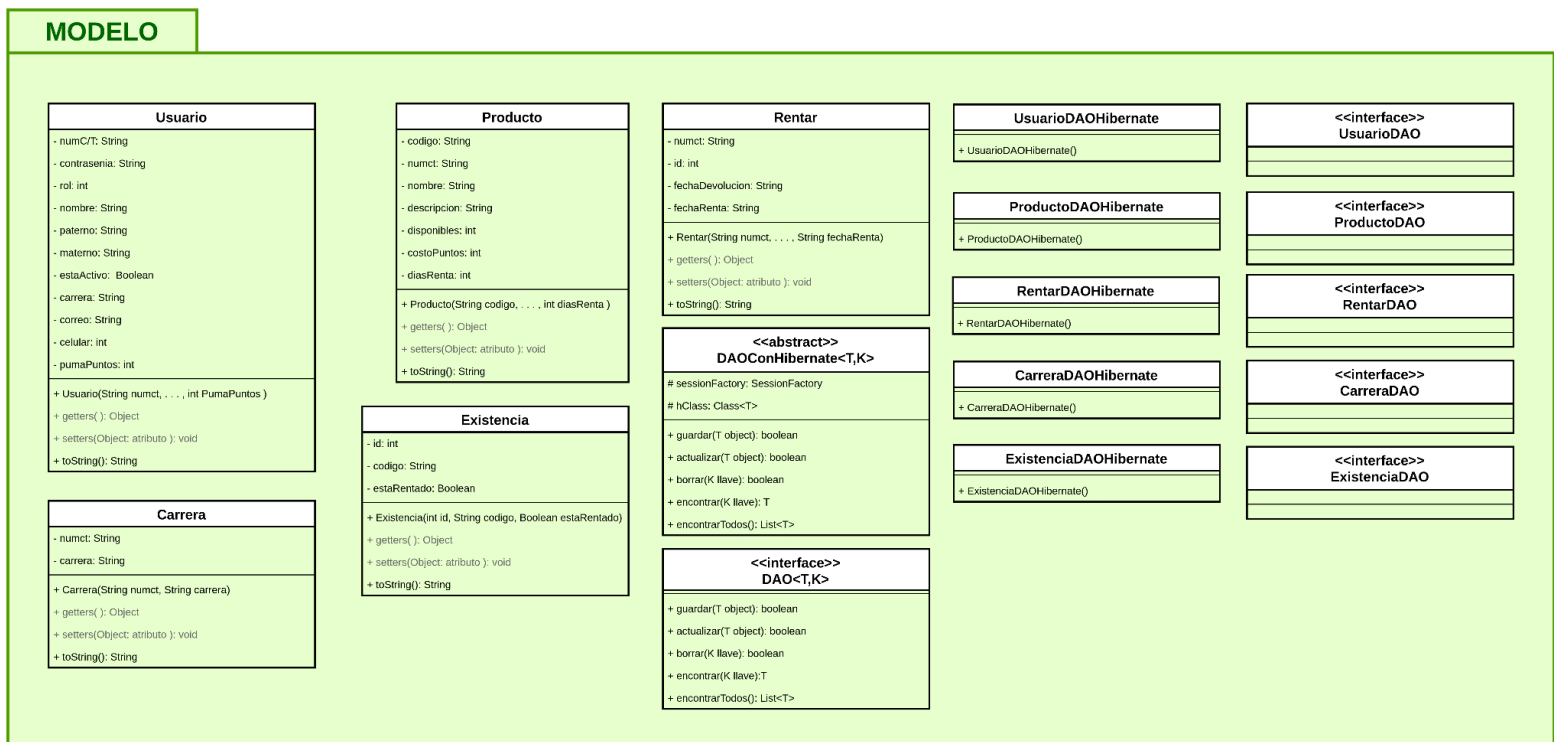 MODELO
Usuario
- numC/T: String
- contrasenia: String
- rol: int
- nombre: String
- paterno: String
- materno: String
- estaActivo:  Boolean
- carrera: String
- correo: String
- celular: int
- pumaPuntos: int
+ Usuario(String numct, . . . , int PumaPuntos )
+ getters( ): Object
+ setters(Object: atributo ): void
+ toString(): String
Carrera
- numct: String
- carrera: String
+ Carrera(String numct, String carrera)
+ getters( ): Object
+ setters(Object: atributo ): void
+ toString(): String
Producto
- codigo: String
- numct: String
- nombre: String
- descripcion: String
- disponibles: int
- costoPuntos: int
- diasRenta: int
+ Producto(String codigo, . . . , int diasRenta )
+ getters( ): Object
+ setters(Object: atributo ): void
+ toString(): String
Existencia
- id: int
- codigo: String
- estaRentado: Boolean
+ Existencia(int id, String codigo, Boolean estaRentado)
+ getters( ): Object
+ setters(Object: atributo ): void
+ toString(): String
Rentar
- numct: String
- id: int
- fechaDevolucion: String
- fechaRenta: String
+ Rentar(String numct, . . . , String fechaRenta)
+ getters( ): Object
+ setters(Object: atributo ): void
+ toString(): String
<<abstract>>
DAOConHibernate<T,K>
# sessionFactory: SessionFactory
# hClass: Class<T>
+ guardar(T object): boolean
+ actualizar(T object): boolean
+ borrar(K llave): boolean
+ encontrar(K llave): T
+ encontrarTodos(): List<T>
<<interface>>
DAO<T,K>
+ guardar(T object): boolean
+ actualizar(T object): boolean
+ borrar(K llave): boolean
+ encontrar(K llave):T
+ encontrarTodos(): List<T>
UsuarioDAOHibernate
+ UsuarioDAOHibernate()
ProductoDAOHibernate
+ ProductoDAOHibernate()
RentarDAOHibernate
+ RentarDAOHibernate()
CarreraDAOHibernate
+ CarreraDAOHibernate()
ExistenciaDAOHibernate
+ ExistenciaDAOHibernate()
<<interface>>
UsuarioDAO
<<interface>>
ProductoDAO
<<interface>>
RentarDAO
<<interface>>
CarreraDAO
<<interface>>
ExistenciaDAO